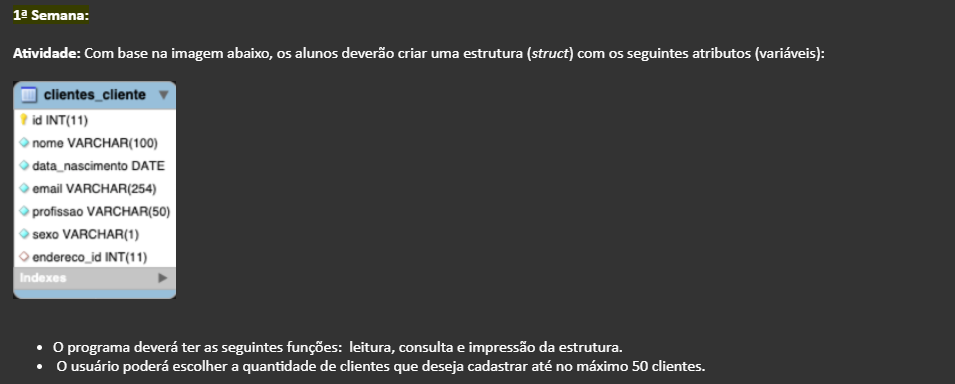 1ª Semana:
Atividade: Com base na imagem abaixo, os alunos deverão criar uma estrutura (struct) com os seguintes atributos (variáveis):
clientes_cliente
id INT(11)
nome VARCHAR(100)
data_nascimento DATE
email VARCHAR(254)
profissao VARCHAR(50)
sexo VARCHAR(1)
endereco_id INT(11)
Indexes
• O programa deverá ter as seguintes funções: leitura, consulta e impressão da estrutura.
• O usuário poderá escolher a quantidade de clientes que deseja cadastrar até no máximo 50 clientes.